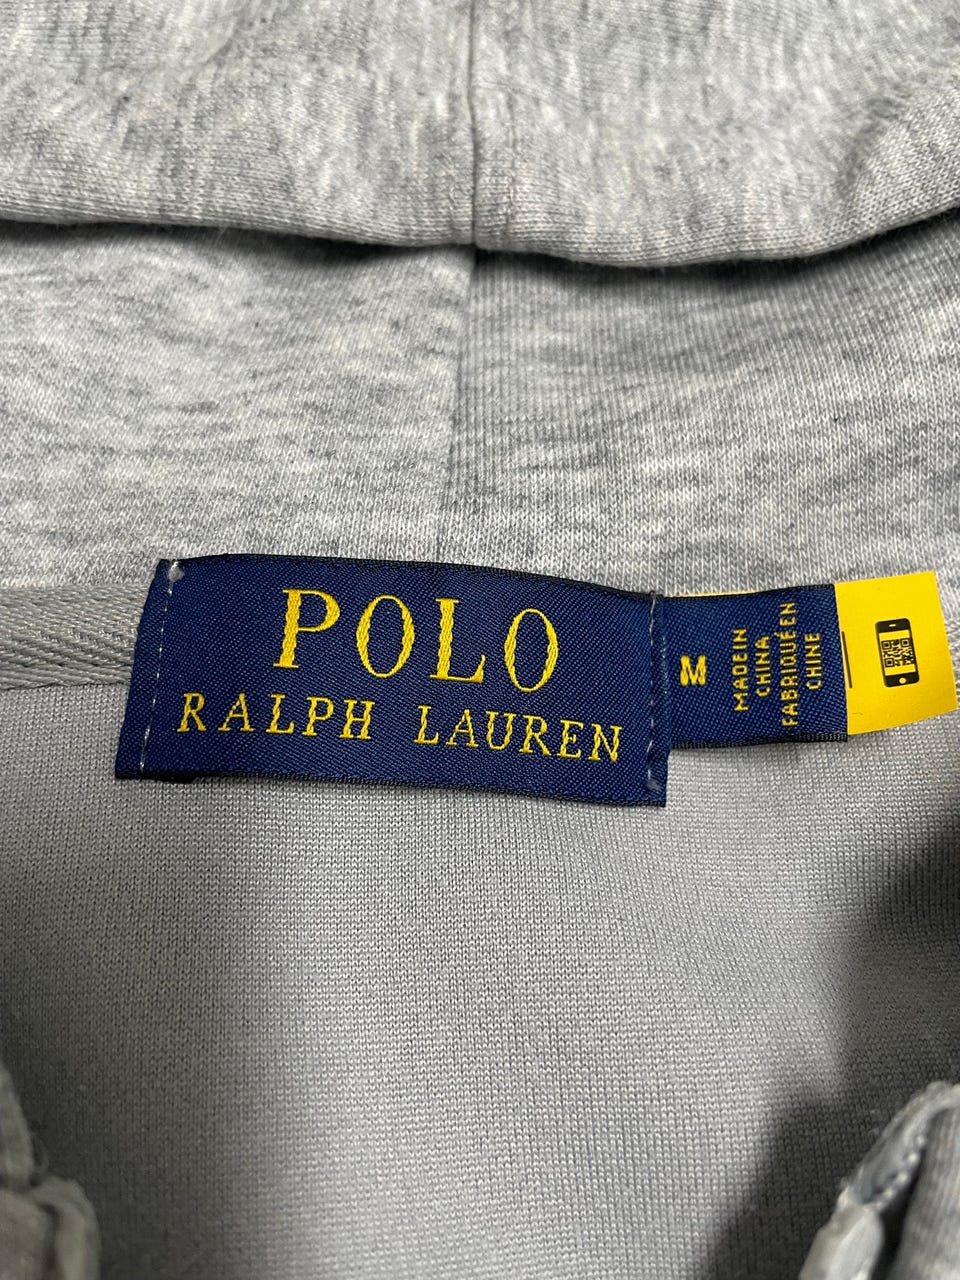 POLO
RALPH LAUREN
M
MADEIN
CHINA
FABRIQUÉEN
CHINE